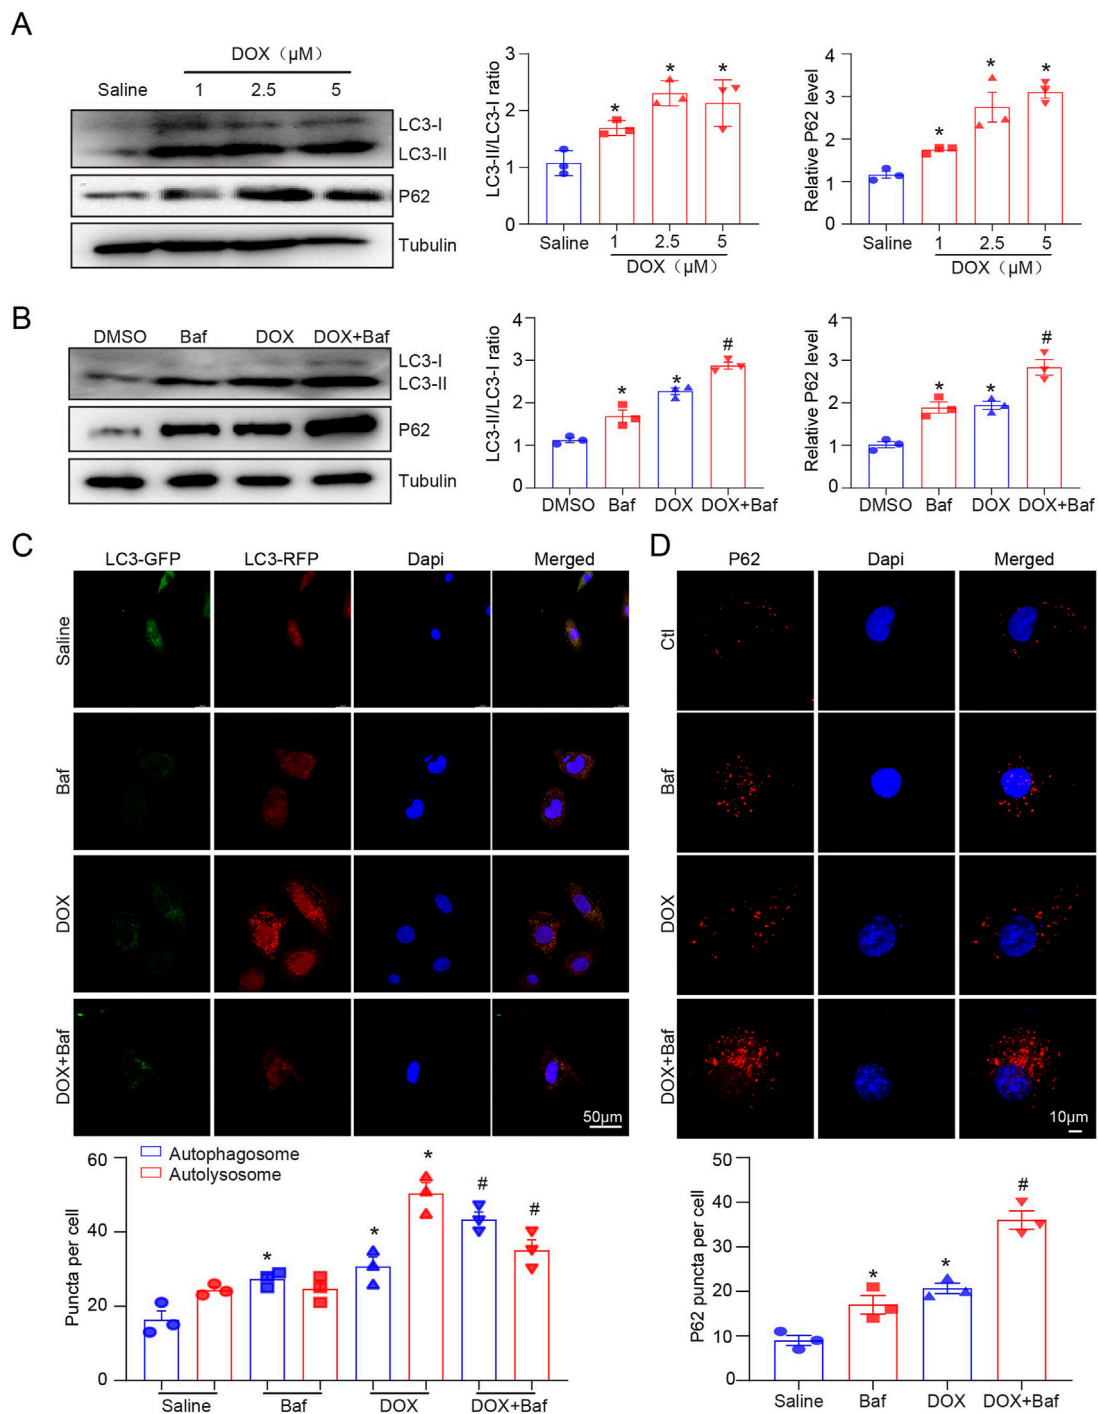 A
DOX（μM）
Saline 1 2.5 5
LC3-I
LC3-II
P62
Tubulin
LC3-II/LC3-I ratio
3
2
1
0
* * *
Saline 1 2.5 5
DOX（μM）
Relative P62 level
4
3
2
1
0
* * *
Saline 1 2.5 5
DOX（μM）
B
DMSO Baf DOX DOX+Baf
LC3-I
LC3-II
P62
Tubulin
LC3-II/LC3-I ratio
4
3
2
1
0
* * #
DMSO Baf DOX DOX+Baf
Relative P62 level
4
3
2
1
0
* * #
DMSO Baf DOX DOX+Baf
C
LC3-GFP LC3-RFP Dapi Merged
Saline
Baf
DOX
DOX+Baf
50μm
Autophagosome
Autolysosome
Puncta per cell
60
40
20
0
* * * # #
Saline Baf DOX DOX+Baf
D
P62 Dapi Merged
Ctl
Baf
DOX
DOX+Baf
10μm
P62 puncta per cell
50
40
30
20
10
0
* * #
Saline Baf DOX DOX+Baf